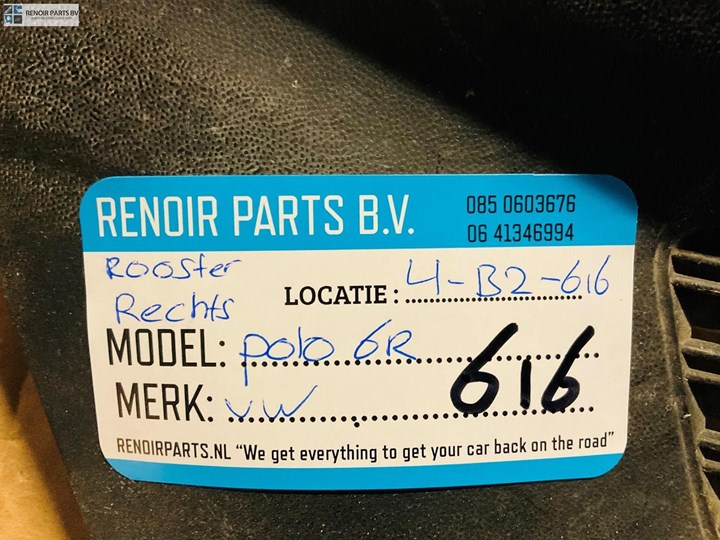 RENOIR PARTS BV
RENOIR PARTS B.V.
085 0603676
06 41346994
Rooster
Rechts
LOCATIE: 4-B2-616
MODEL: polo 6R
616
MERK: VW
RENOIRPARTS.NL "We get everything to get your car back on the road"